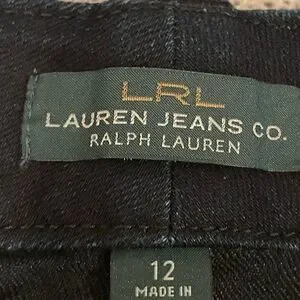 LRL
LAUREN JEANS CO.
RALPH LAUREN
12
MADE IN